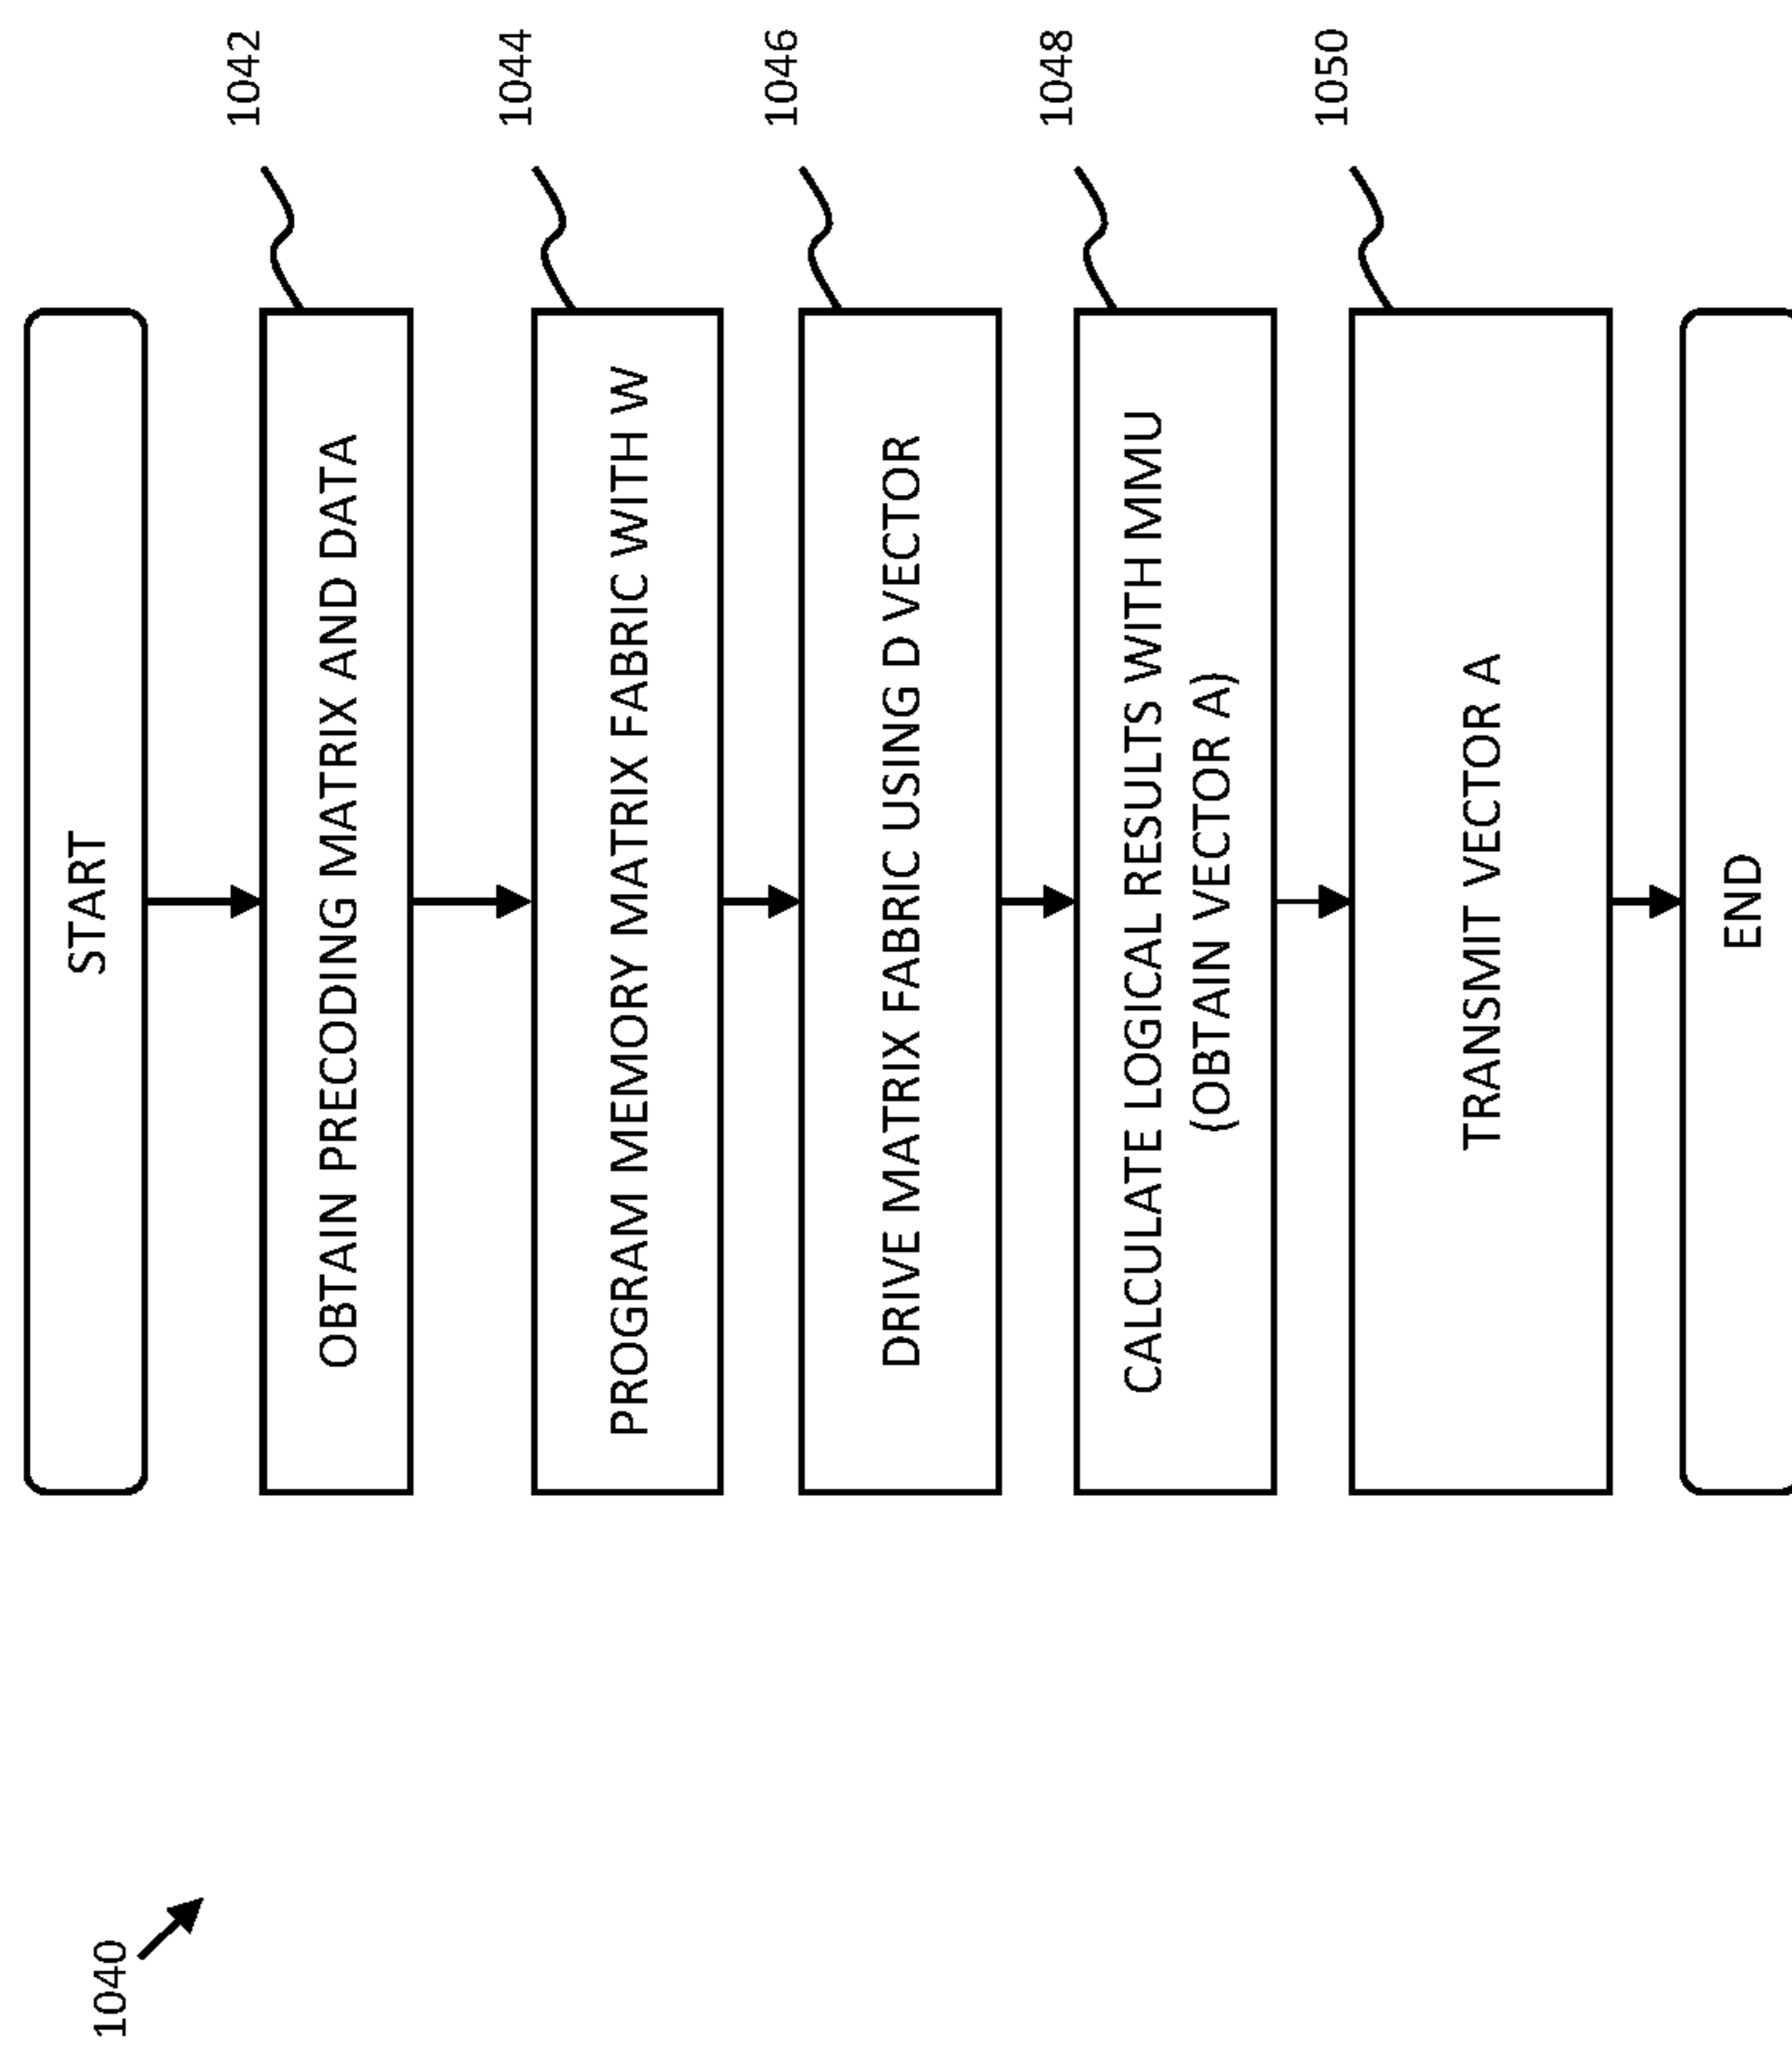 1040
START
OBTAIN PRECODING MATRIX AND DATA
1042
PROGRAM MEMORY MATRIX FABRIC WITH W
1044
DRIVE MATRIX FABRIC USING D VECTOR
1046
CALCULATE LOGICAL RESULTS WITH MMU
(OBTAIN VECTOR A)
1048
TRANSMIT VECTOR A
1050
END